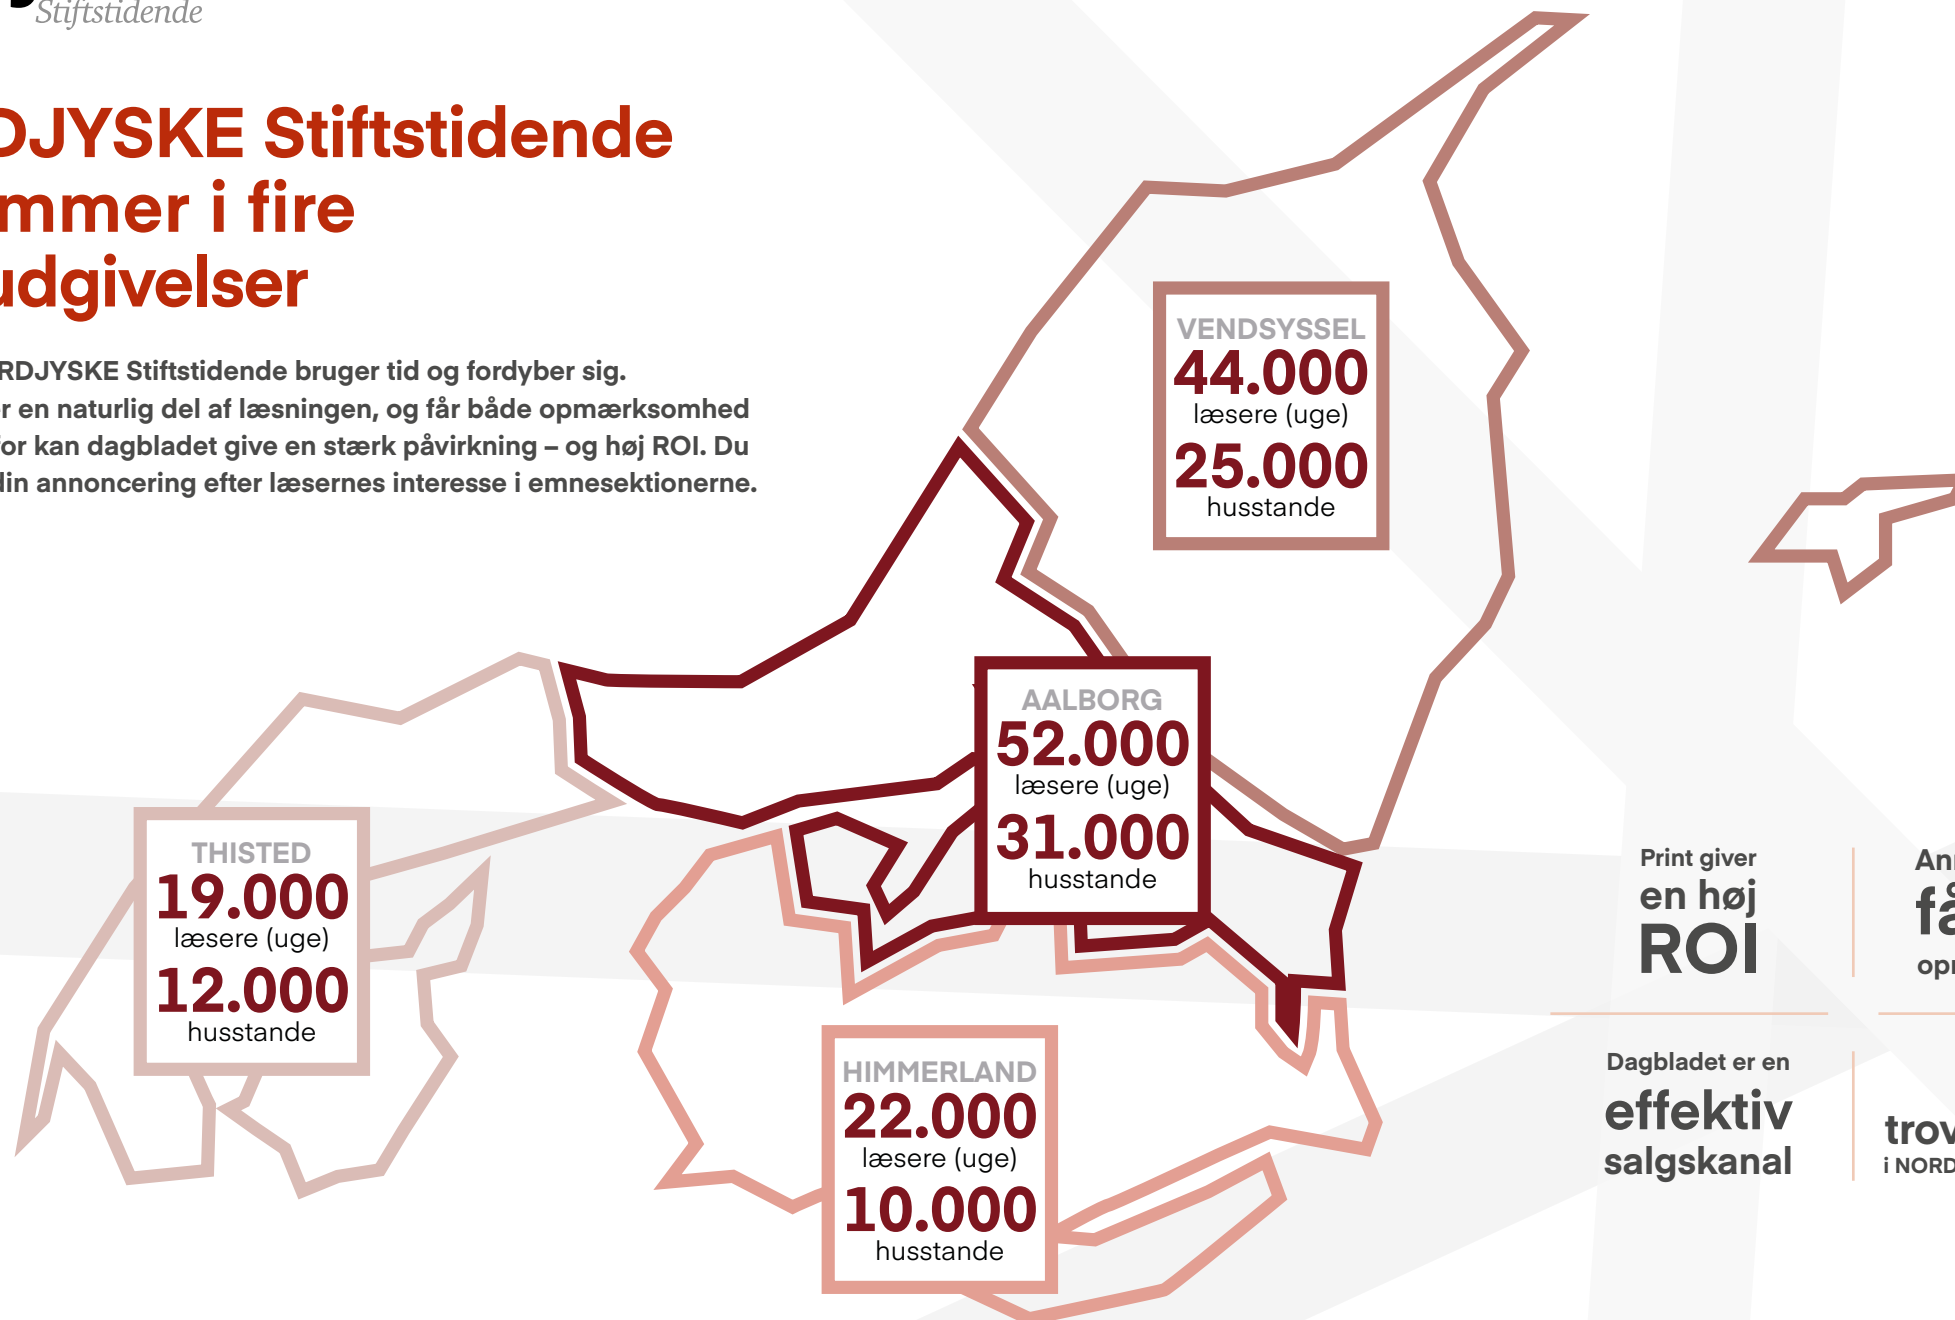 Stiftstidende
DJYSKE Stiftstidende
mmer i fire
udgivelser
RDJYSKE Stiftstidende bruger tid og fordyber sig.
r en naturlig del af læsningen, og får både opmærksomhed
for kan dagbladet give en stærk påvirkning – og høj ROI. Du
din annoncering efter læsernes interesse i emnesektionerne.
VENDSYSSEL
44.000
læsere (uge)
25.000
husstande
AALBORG
52.000
læsere (uge)
31.000
husstande
THISTED
19.000
læsere (uge)
12.000
husstande
HIMMERLAND
22.000
læsere (uge)
10.000
husstande
Print giver
en høj
ROI
Dagbladet er en
effektiv
salgskanal
i NORD